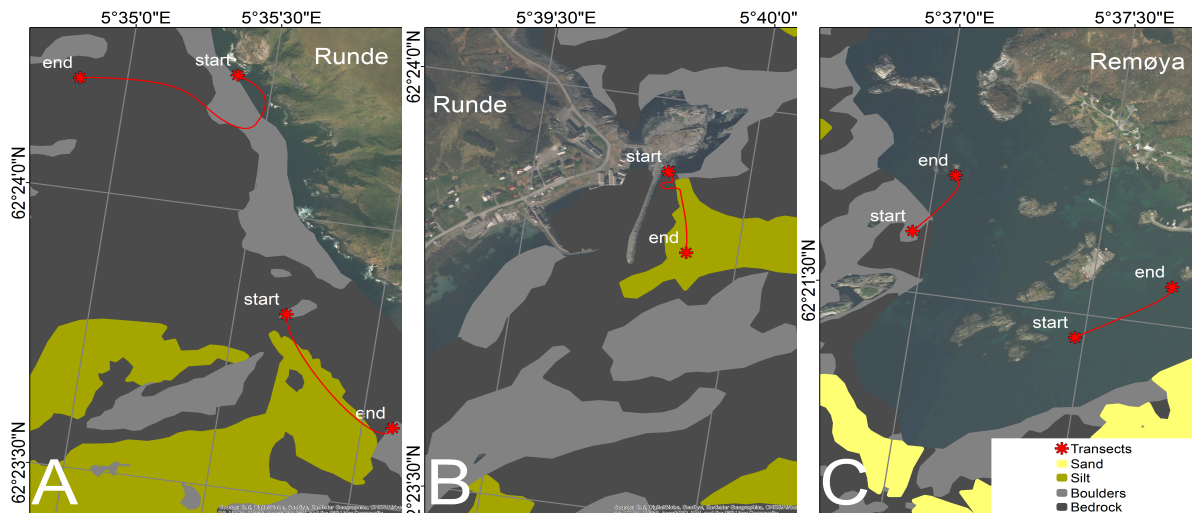 5°35'0"E
5°35'30"E
5°39'30"E
5°40'0"E
5°37'0"E
5°37'30"E
62°24'0"N
62°23'30"N
end
start
Runde
start
end
A
62°24'0"N
62°23'30"N
Runde
start
end
B
62°21'30"N
Remøya
end
start
end
start
C
Transects
Sand
Silt
Boulders
Bedrock